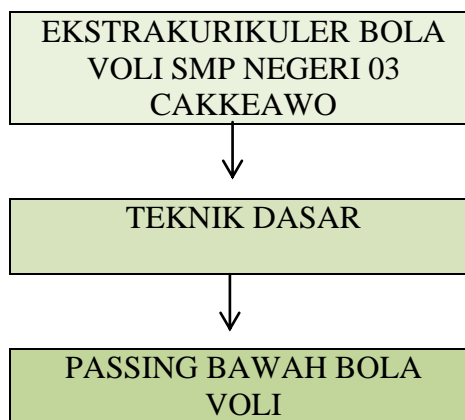 EKSTRAKURIKULER BOLA
VOLI SMP NEGERI 03
CAKKEAWO
TEKNIK DASAR
PASSING BAWAH BOLA
VOLI